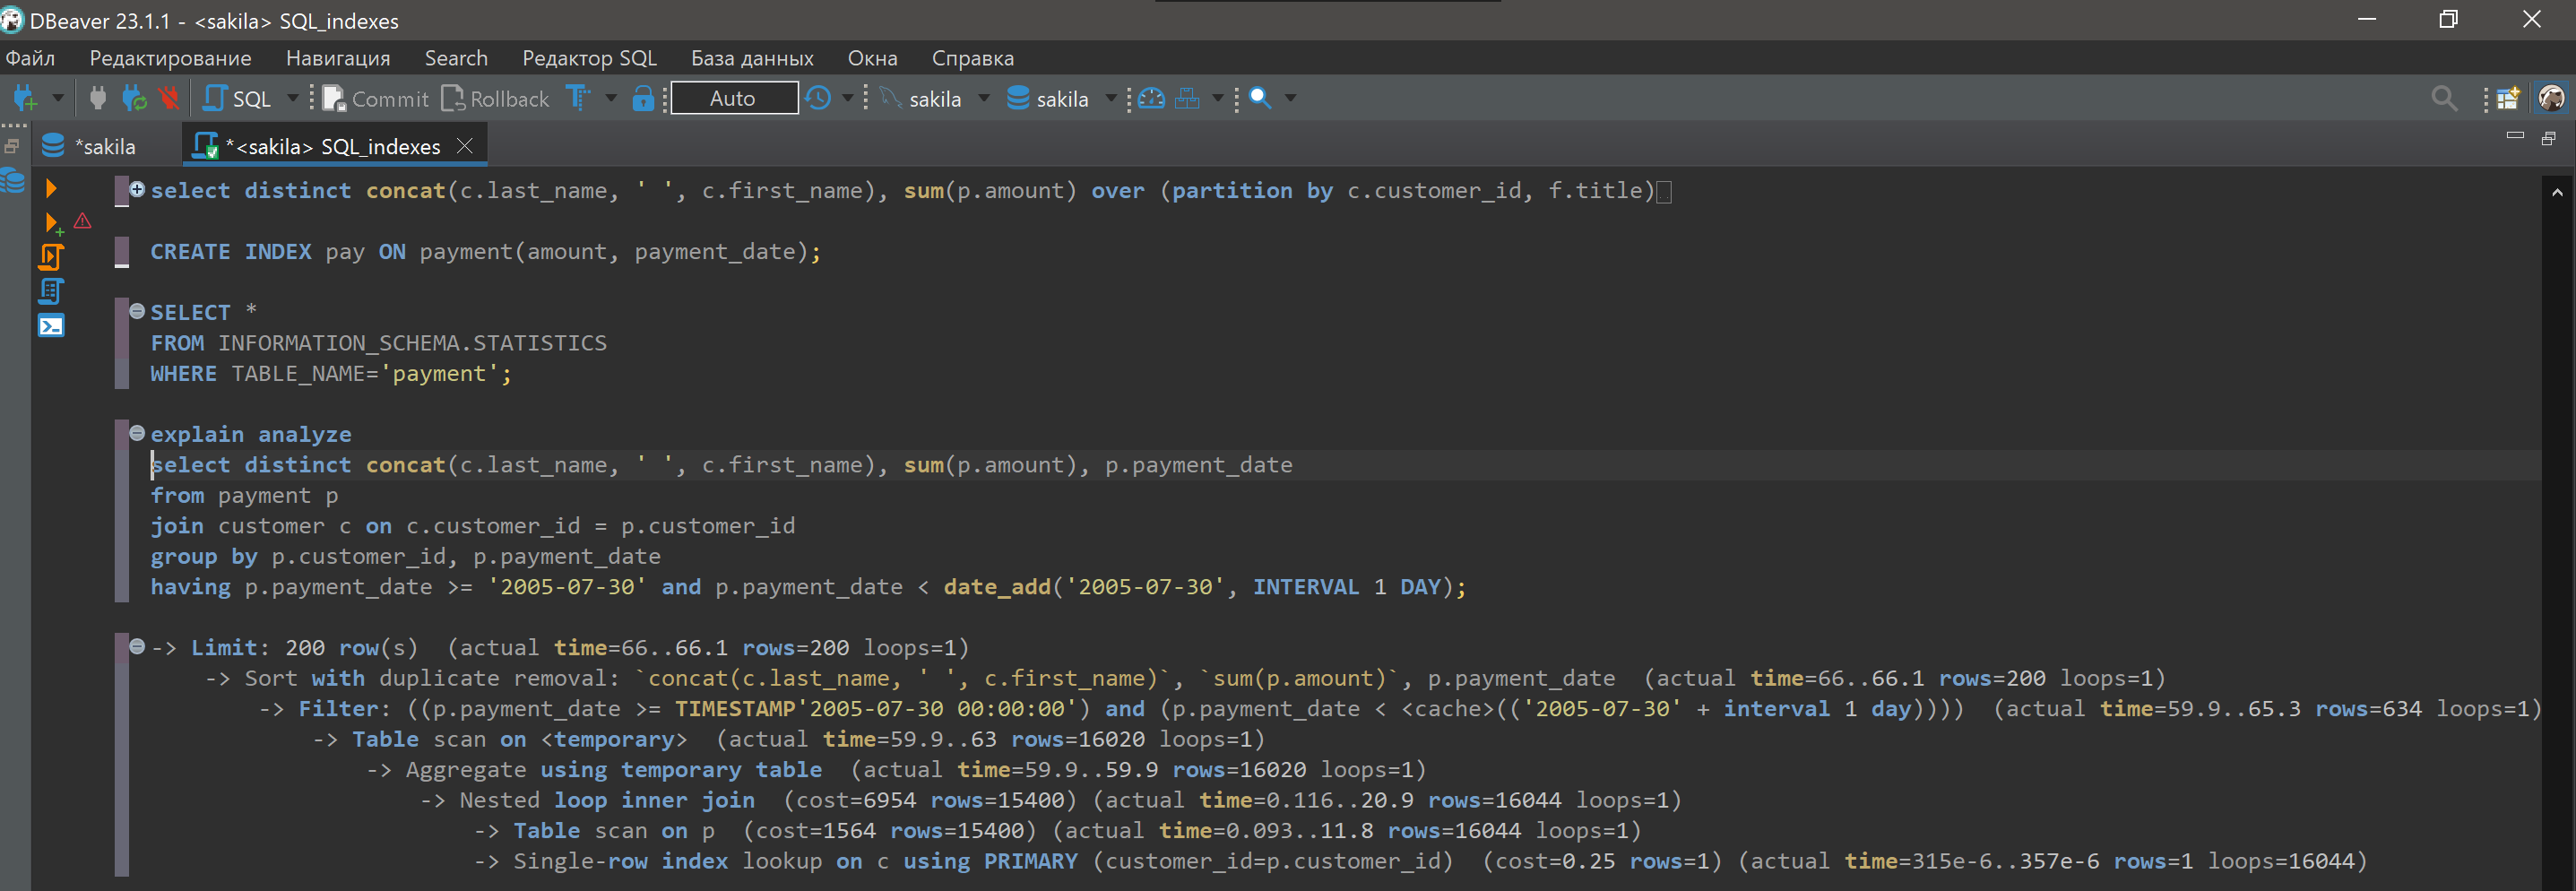 DBeaver 23.1.1 - <sakila> SQL_indexes
Файл Редактирование Навигация Search Редактор SQL База данных Окна Справка
SQL Commit Rollback Auto sakila sakila
*sakila *<sakila> SQL_indexes
select distinct concat(c.last_name, ' ', c.first_name), sum(p.amount) over (partition by c.customer_id, f.title)
CREATE INDEX pay ON payment(amount, payment_date);
SELECT *
FROM INFORMATION_SCHEMA.STATISTICS
WHERE TABLE_NAME='payment';
explain analyze
select distinct concat(c.last_name, ' ', c.first_name), sum(p.amount), p.payment_date
from payment p
join customer c on c.customer_id = p.customer_id
group by p.customer_id, p.payment_date
having p.payment_date >= '2005-07-30' and p.payment_date < date_add('2005-07-30', INTERVAL 1 DAY);
-> Limit: 200 row(s)  (actual time=66..66.1 rows=200 loops=1)
    -> Sort with duplicate removal: `concat(c.last_name, ' ', c.first_name)`, `sum(p.amount)`, p.payment_date  (actual time=66..66.1 rows=200 loops=1)
        -> Filter: ((p.payment_date >= TIMESTAMP'2005-07-30 00:00:00') and (p.payment_date < <cache>(('2005-07-30' + interval 1 day))))  (actual time=59.9..65.3 rows=634 loops=1)
            -> Table scan on <temporary>  (actual time=59.9..63 rows=16020 loops=1)
                -> Aggregate using temporary table  (actual time=59.9..59.9 rows=16020 loops=1)
                    -> Nested loop inner join  (cost=6954 rows=15400) (actual time=0.116..20.9 rows=16044 loops=1)
                        -> Table scan on p  (cost=1564 rows=15400) (actual time=0.093..11.8 rows=16044 loops=1)
                        -> Single-row index lookup on c using PRIMARY (customer_id=p.customer_id)  (cost=0.25 rows=1) (actual time=315e-6..357e-6 rows=1 loops=16044)